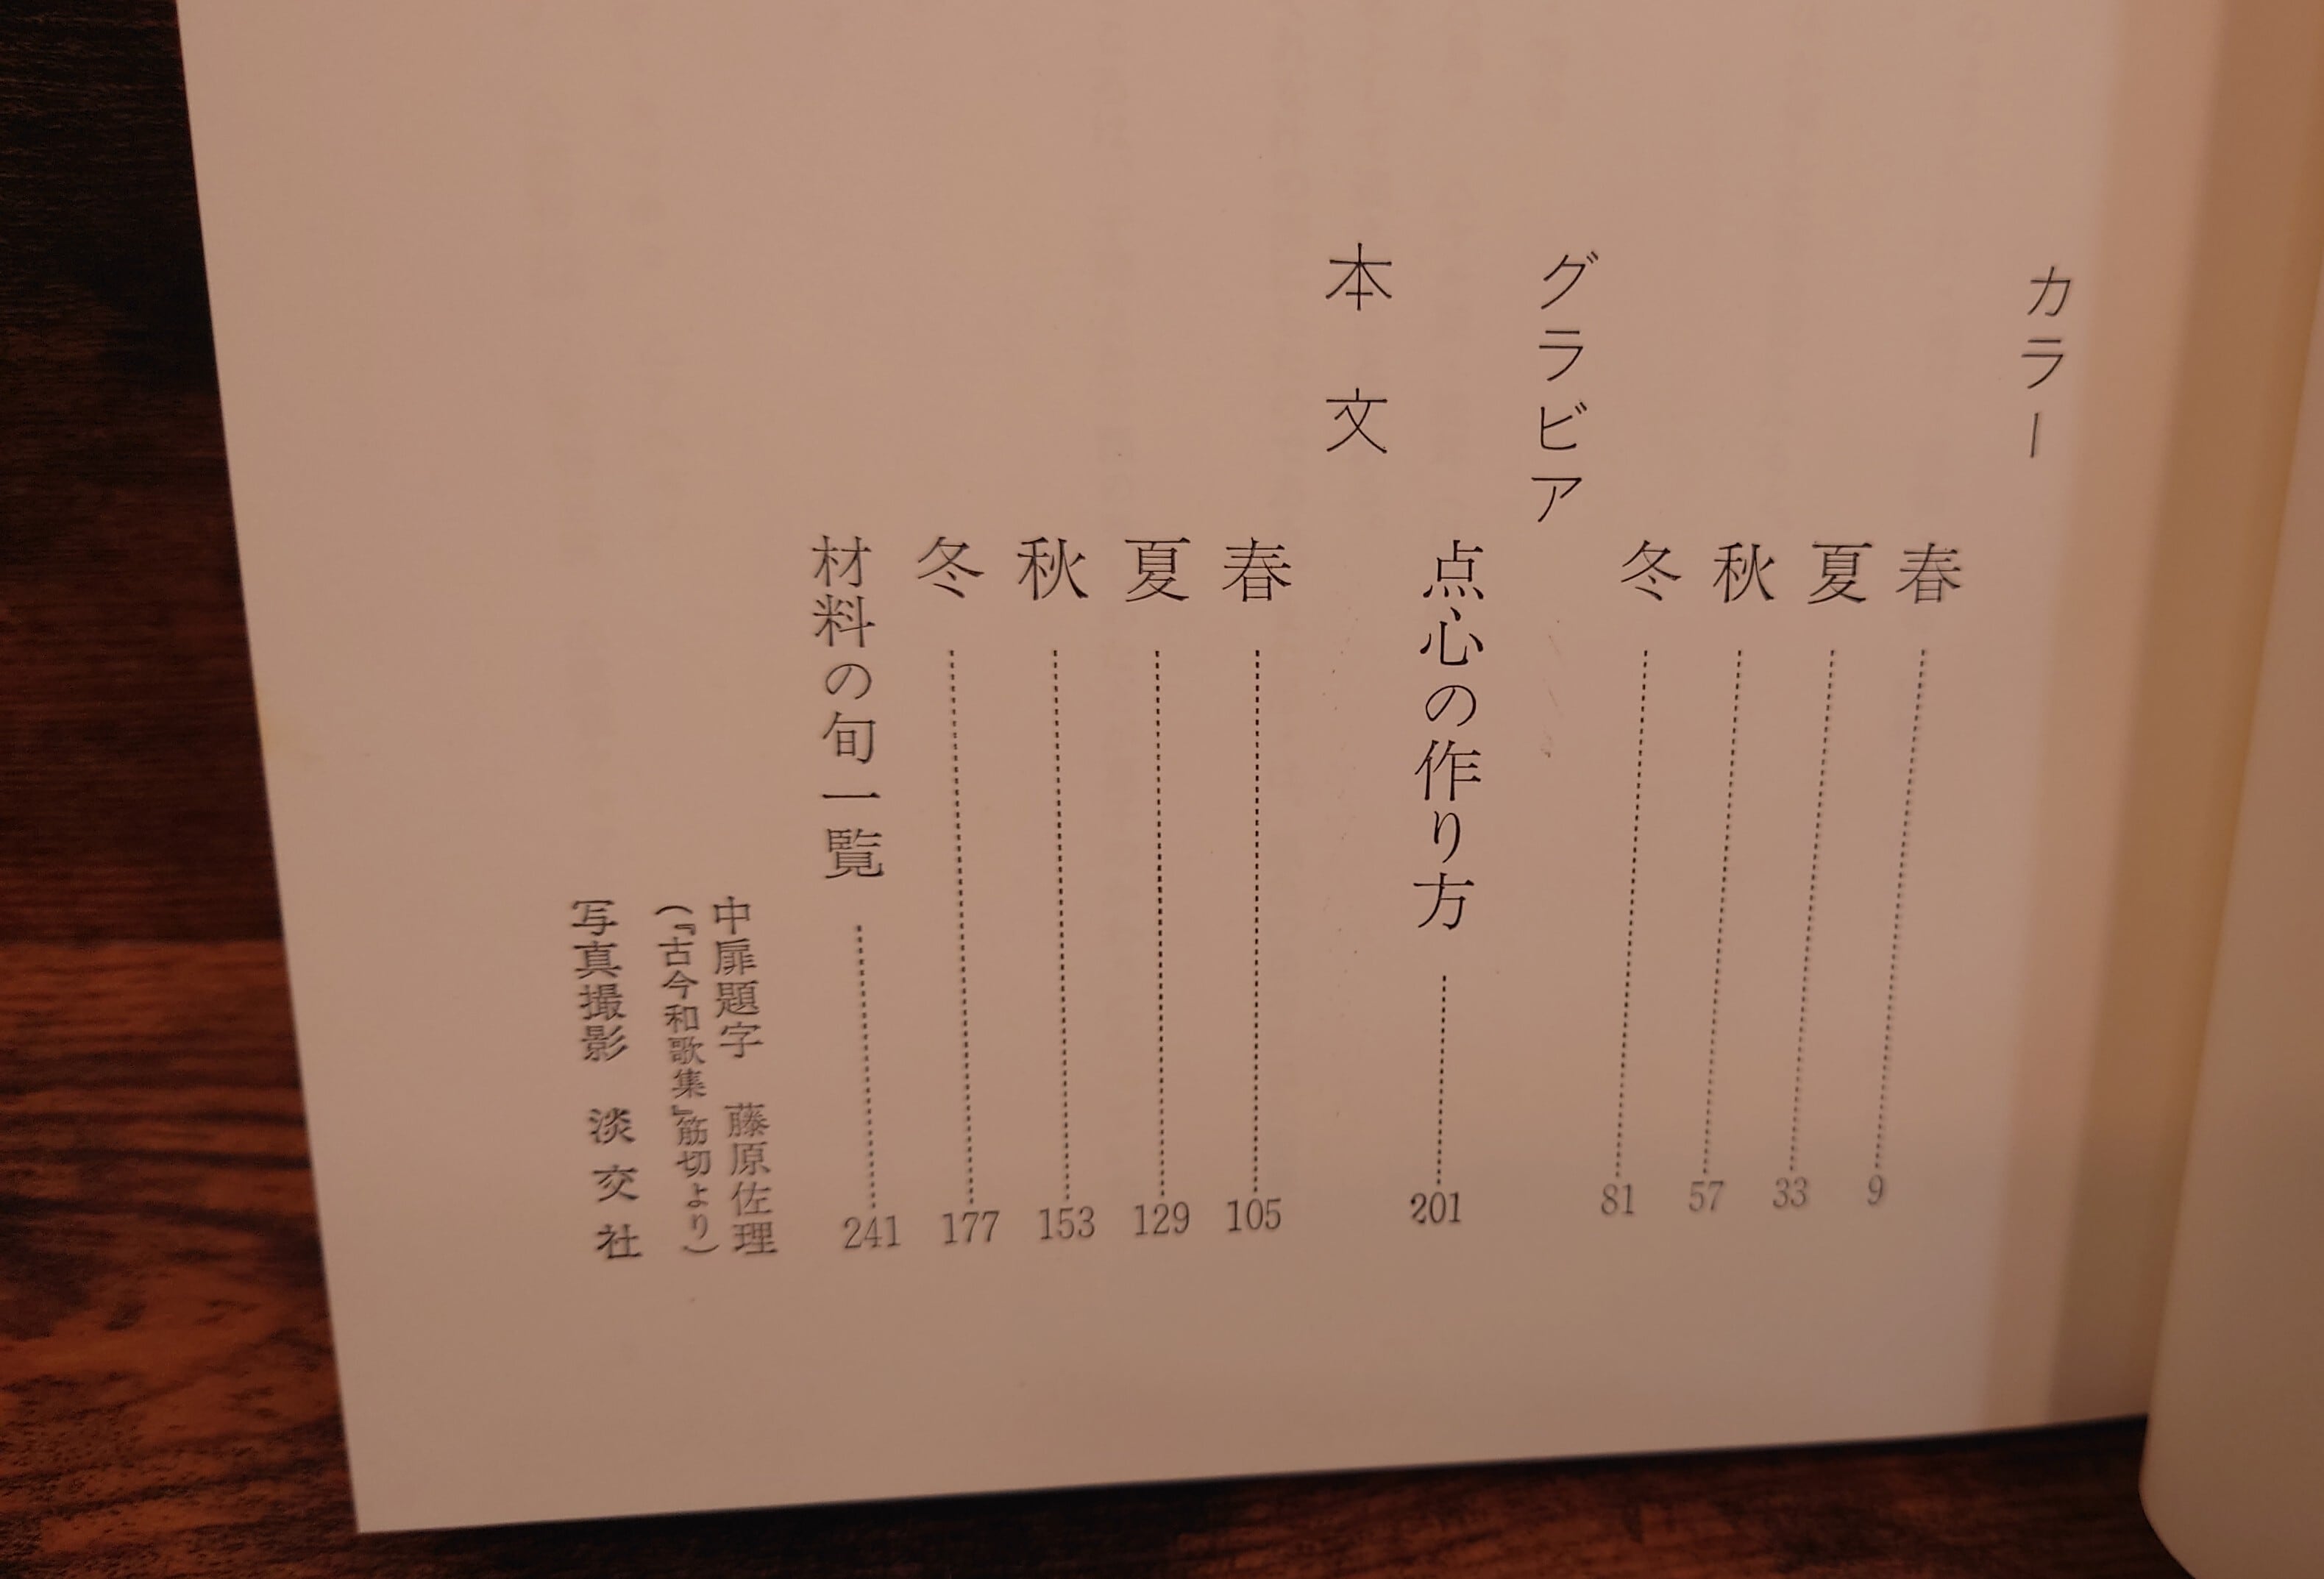 カラー
春 9
夏 33
秋 57
冬 81
グラビア
点心の作り方 201
本文
春 105
夏 129
秋 153
冬 177
材料の旬一覧 241
中扉題字 藤原佐理
(『古今和歌集』筋切より)
写真撮影 淡交社